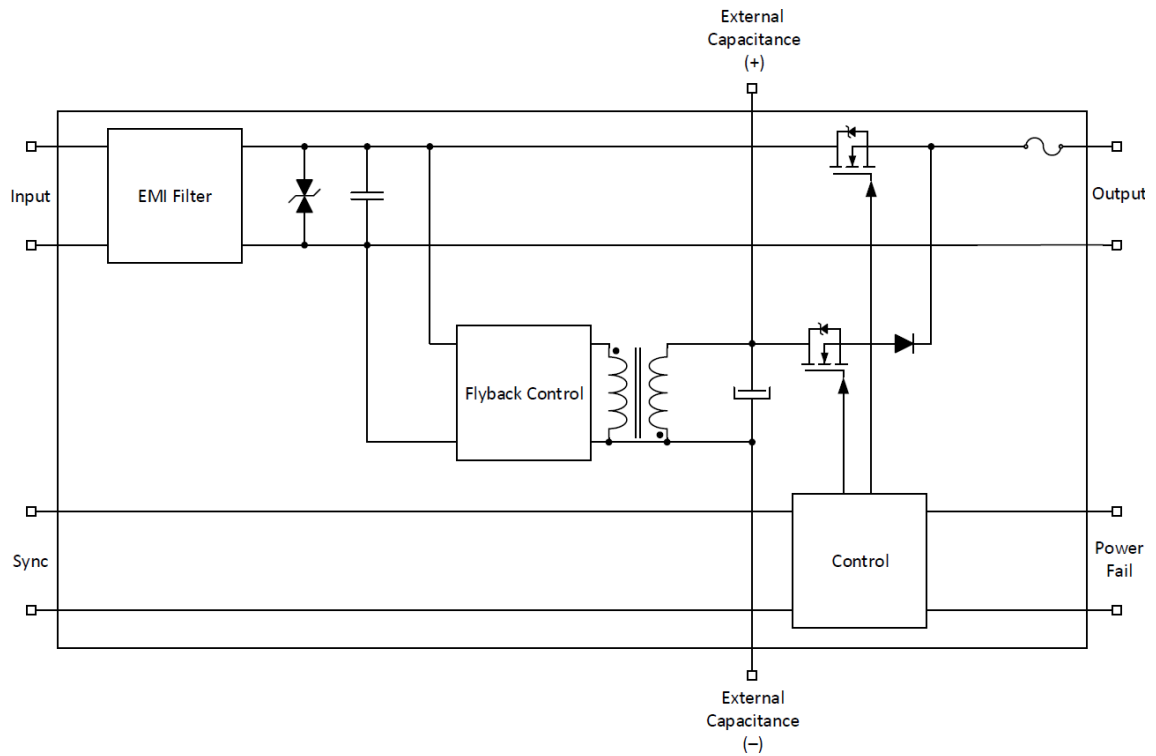 External
Capacitance
(+)
EMI Filter
Input
Output
Flyback Control
Sync
Control
Power
Fail
External
Capacitance
(—)